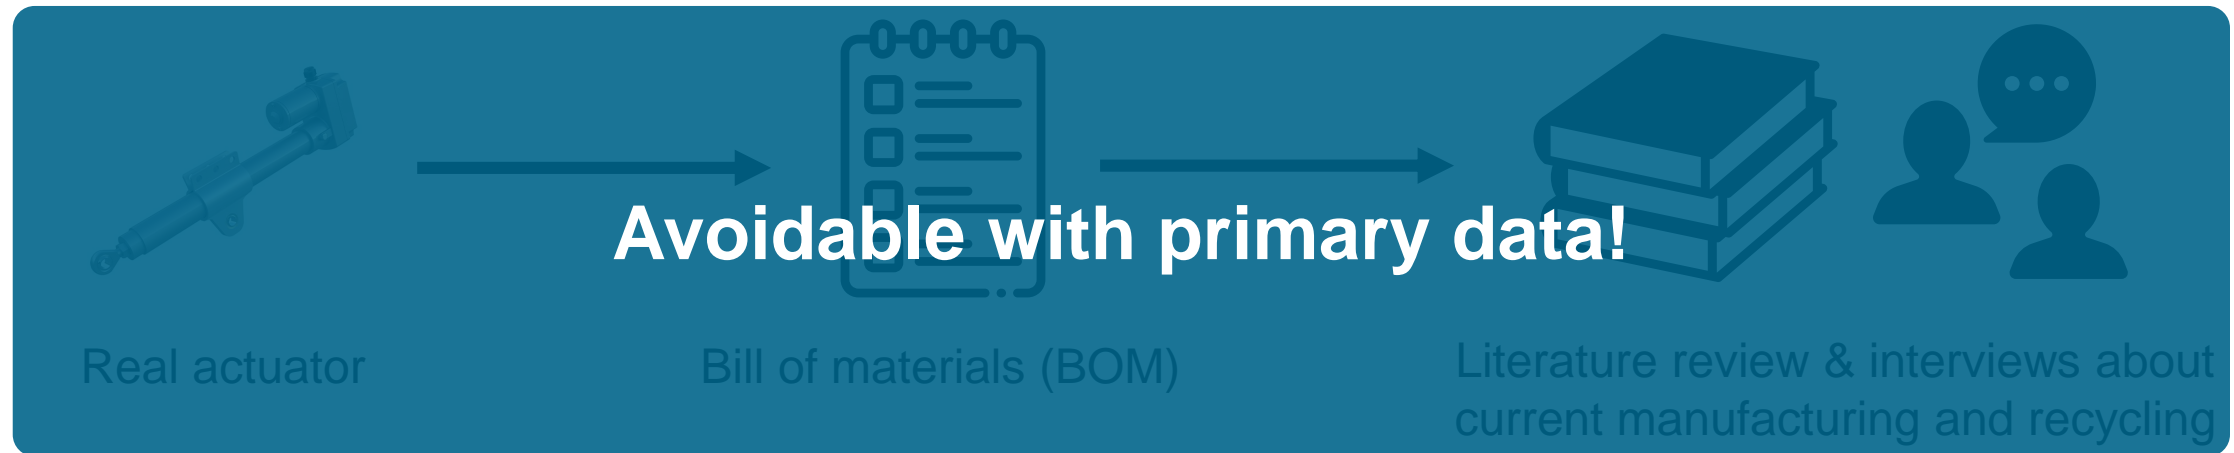 Avoidable with primary data!
Real actuator
Bill of materials (BOM)
Literature review & interviews about
current manufacturing and recycling